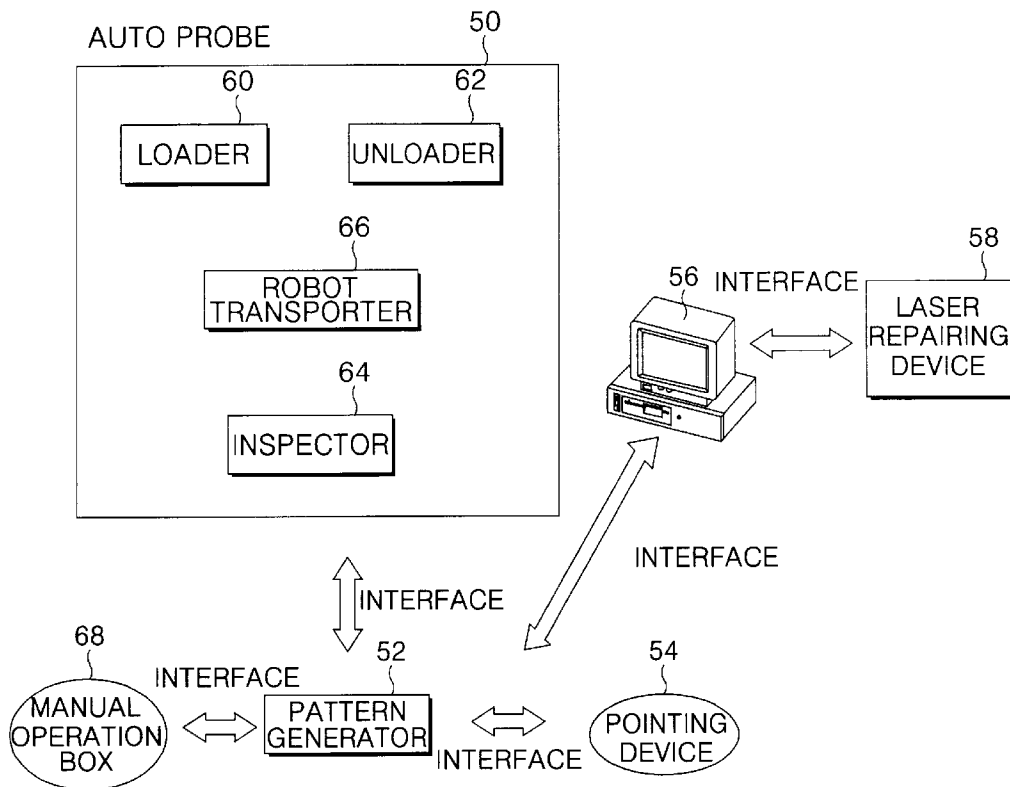 AUTO PROBE
50
60
62
LOADER
UNLOADER
66
ROBOT
TRANSPORTER
64
INSPECTOR
56
INTERFACE
58
LASER
REPAIRING
DEVICE
INTERFACE
INTERFACE
68
MANUAL
OPERATION
BOX
INTERFACE
52
PATTERN
GENERATOR
INTERFACE
54
POINTING
DEVICE